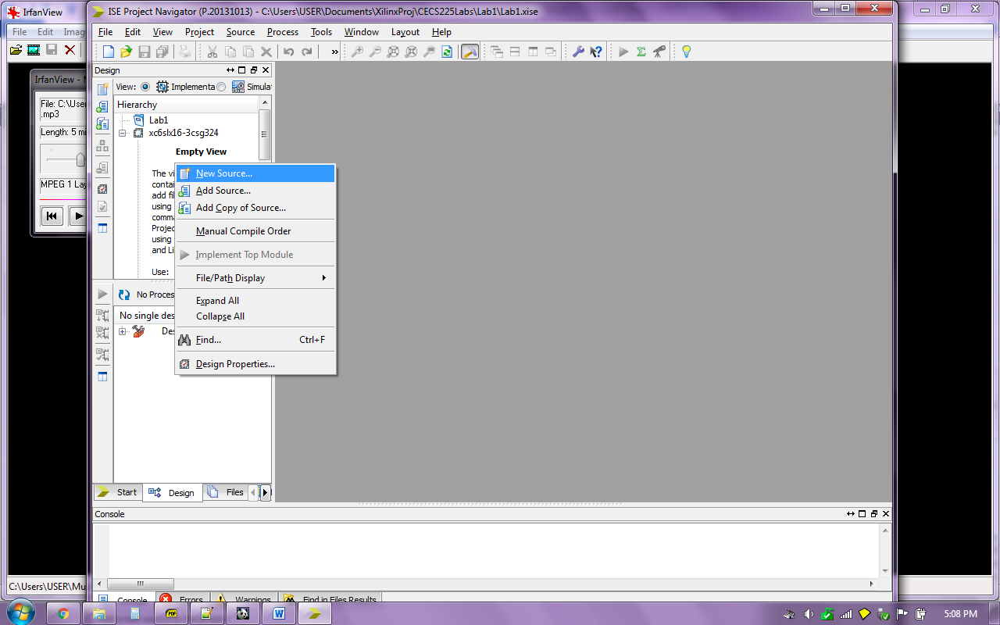 IrfanView
File Edit Imag
IrfanView -
File: C:\User
.mp3
Length: 5 mi
MPEG 1 Lay
C:\Users\USER\Mu
ISE Project Navigator (P.20131013) - C:\Users\USER\Documents\XilinxProj\CECS225Labs\Lab1\Lab1.xise
File Edit View Project Source Process Tools Window Layout Help
Design
View: Implementa Simula
Hierarchy
Lab1
xc6slx16-3csg324
Empty View
The vi
contai
add fil
using
comma
Projec
using
and Li
Use:
New Source...
Add Source...
Add Copy of Source...
Manual Compile Order
Implement Top Module
File/Path Display
Expand All
Collapse All
Find... Ctrl+F
Design Properties...
No Proces
No single des
Des
Start Design Files
Console
Console Errors Warnings Find in Files Results
PDF
W
5:08 PM